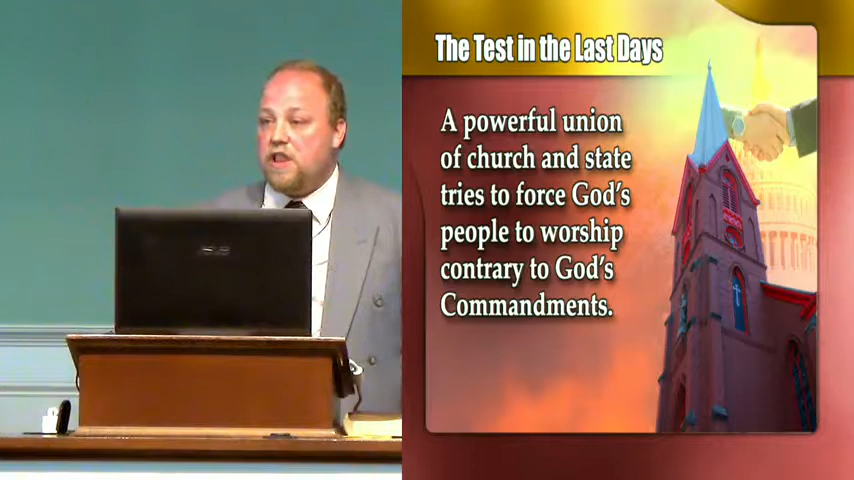 The Test in the Last Days
A powerful union
of church and state
tries to force God's
people to worship
contrary to God's
Commandments.
ASUS